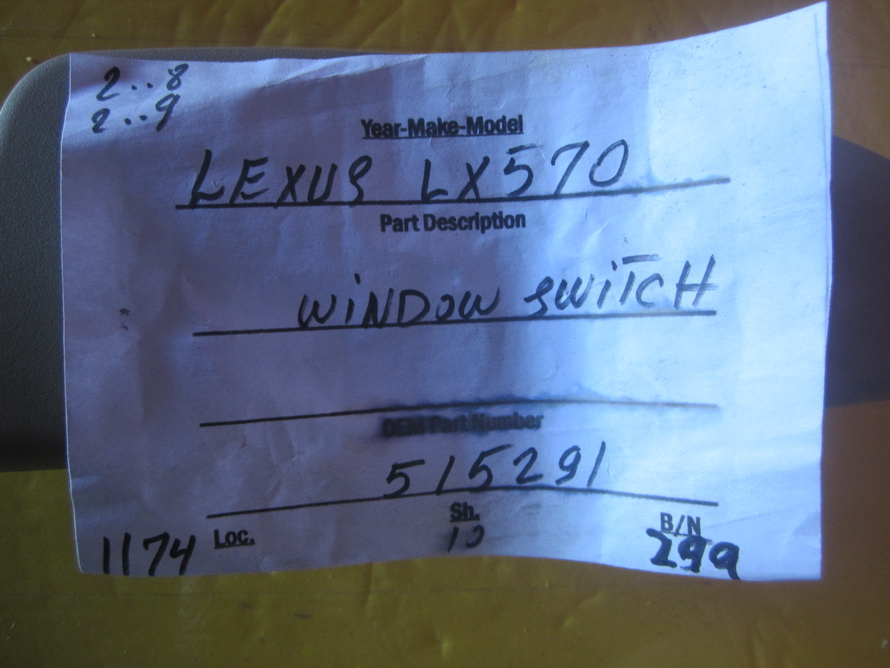 2..8
2..9
Year-Make-Model
LEXUS LX570
Part Description
WINDOW SWITCH
OEM Part Number
515291
1174 Loc. Sh. 10 B/N 299